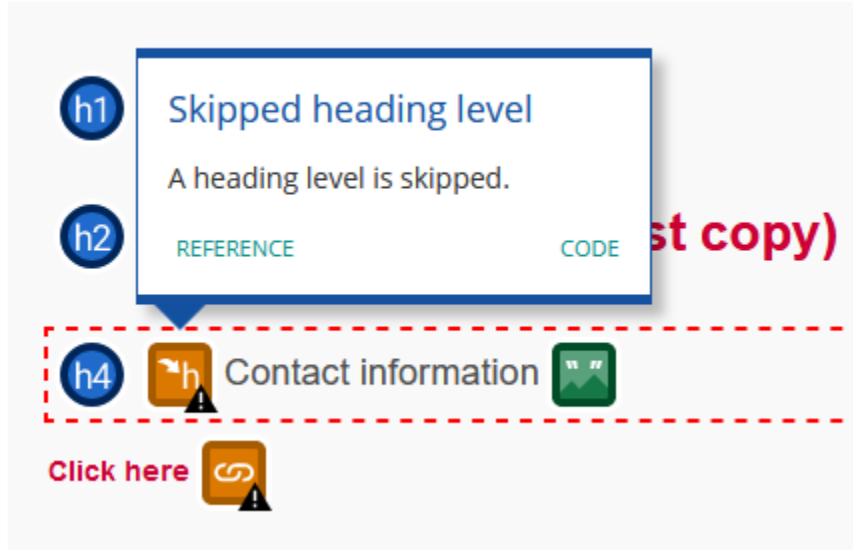 h1
Skipped heading level
A heading level is skipped.
REFERENCE CODE
h2 st copy)
h4 h Contact information
Click here